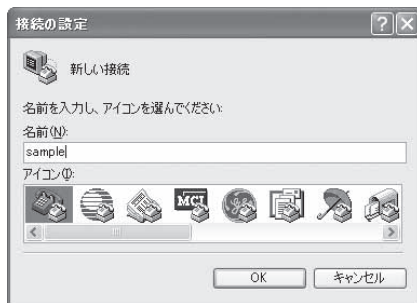 接続の設定
新しい接続
名前を入力し、アイコンを選んでください:
名前(N):
sample
アイコン(I):
MCI
OK
キャンセル